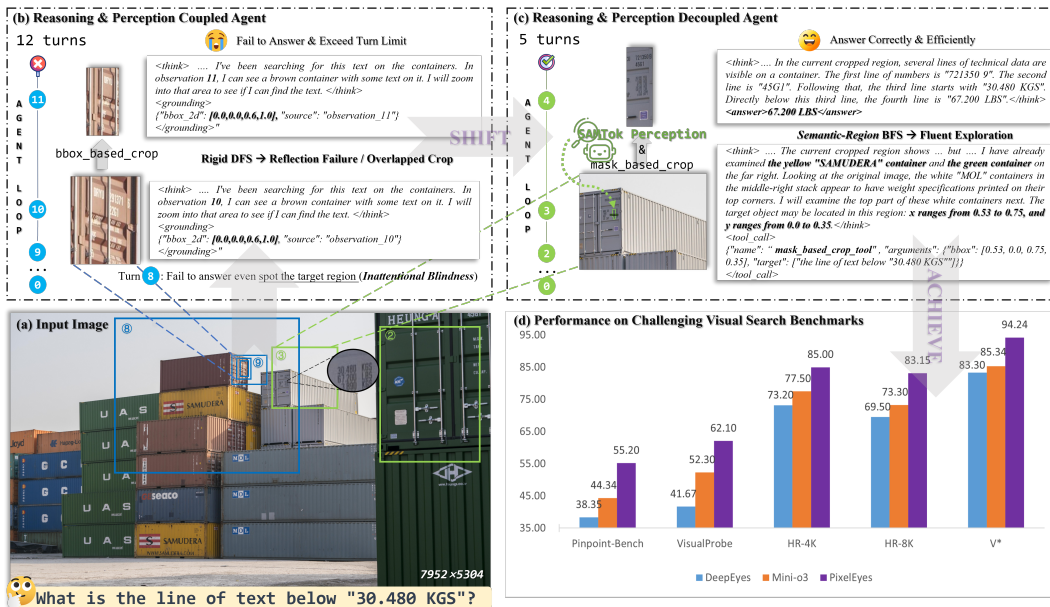 (b) Reasoning & Perception Coupled Agent
12 turns
Fail to Answer & Exceed Turn Limit
<think> .... I've been searching for this text on the containers. In
observation 11, I can see a brown container with some text on it. I will zoom
into that area to see if I can find the text. </think>
<grounding>
{"bbox_2d": [0.0,0.0,0.6,1.0], "source": "observation_11"}
</grounding>"
bbox_based_crop
Rigid DFS → Reflection Failure / Overlapped Crop
<think> .... I've been searching for this text on the containers. In
observation 10, I can see a brown container with some text on it. I will
zoom into that area to see if I can find the text. </think>
<grounding>
{"bbox_2d": [0.0,0.0,0.6,1.0], "source": "observation_10"}
</grounding>"
Turn 8 : Fail to answer even spot the target region (Inattentional Blindness)
AGENT LOOP
11
10
9
...
0
SHIFT
(c) Reasoning & Perception Decoupled Agent
5 turns
Answer Correctly & Efficiently
<think> .... In the current cropped region, several lines of technical data are
visible on a container. The first line of numbers is "721350 9". The second
line is "45G1". Following that, the third line starts with "30.480 KGS".
Directly below this third line, the fourth line is "67.200 LBS".</think>
<answer>67.200 LBS</answer>
SAMTok Perception
&
mask_based_crop
Semantic-Region BFS → Fluent Exploration
<think> .... The current cropped region shows ... but .... I have already
examined the yellow "SAMUDERA" container and the green container on
the far right. Looking at the original image, the white "MOL" containers in
the middle-right stack appear to have weight specifications printed on their
top corners. I will examine the top part of these white containers next. The
target object may be located in this region: x ranges from 0.53 to 0.75, and
y ranges from 0.0 to 0.35.</think>
<tool_call>
{"name": " mask_based_crop_tool" , "arguments": {"bbox": [0.53, 0.0, 0.75,
0.35], "target": ["the line of text below "30.480 KGS""]}}
</tool_call>
AGENT LOOP
4
3
2
...
0
ACHIEVE
(a) Input Image
8
9
3
2
HEUNG-A
30.480 KGS
UAS
SAMUDERA
UAS
UAS
UAS
MOL
MOL
MOL
seaco
SAMUDERA
7952×5304
What is the line of text below "30.480 KGS"?
(d) Performance on Challenging Visual Search Benchmarks
95.00
85.00
75.00
65.00
55.00
45.00
35.00
38.35
44.34
55.20
41.67
52.30
62.10
73.20
77.50
85.00
69.50
73.30
83.15
83.30
85.34
94.24
Pinpoint-Bench
VisualProbe
HR-4K
HR-8K
V*
DeepEyes
Mini-o3
PixelEyes